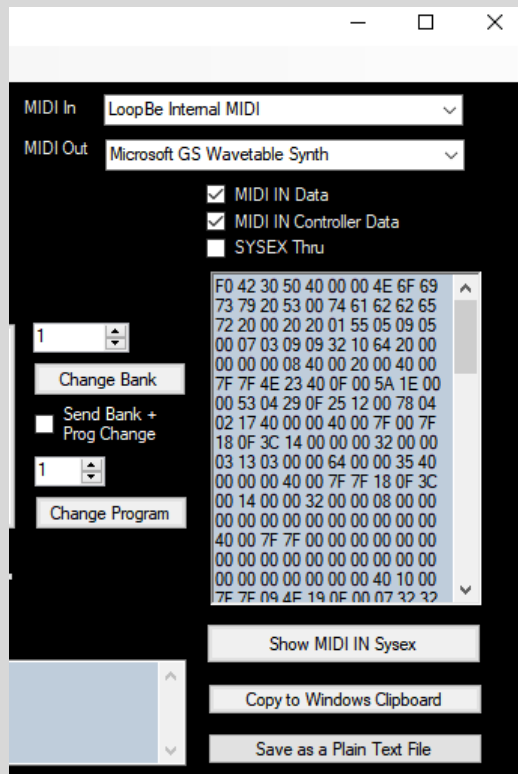 MIDI In
LoopBe Internal MIDI
MIDI Out
Microsoft GS Wavetable Synth
MIDI IN Data
MIDI IN Controller Data
SYSEX Thru
F0 42 30 50 40 00 00 4E 6F 69
73 79 20 53 00 74 61 62 62 65
72 20 00 20 20 01 55 05 09 05
00 07 03 09 09 32 10 64 20 00
00 00 00 08 40 00 20 00 40 00
7F 7F 4E 23 40 0F 00 5A 1E 00
00 53 04 29 0F 25 12 00 78 04
02 17 40 00 00 40 00 7F 00 7F
18 0F 3C 14 00 00 00 32 00 00
03 13 03 00 00 64 00 00 35 40
00 00 00 40 00 7F 7F 18 0F 3C
00 14 00 00 32 00 00 08 00 00
00 00 00 00 00 00 00 00 00 00
40 00 7F 7F 00 00 00 00 00 00
00 00 00 00 00 00 00 00 00 00
00 00 00 00 00 00 00 40 10 00
7F 7F 09 4E 19 0F 00 07 32 32
1
Change Bank
Send Bank +
Prog Change
1
Change Program
Show MIDI IN Sysex
Copy to Windows Clipboard
Save as a Plain Text File